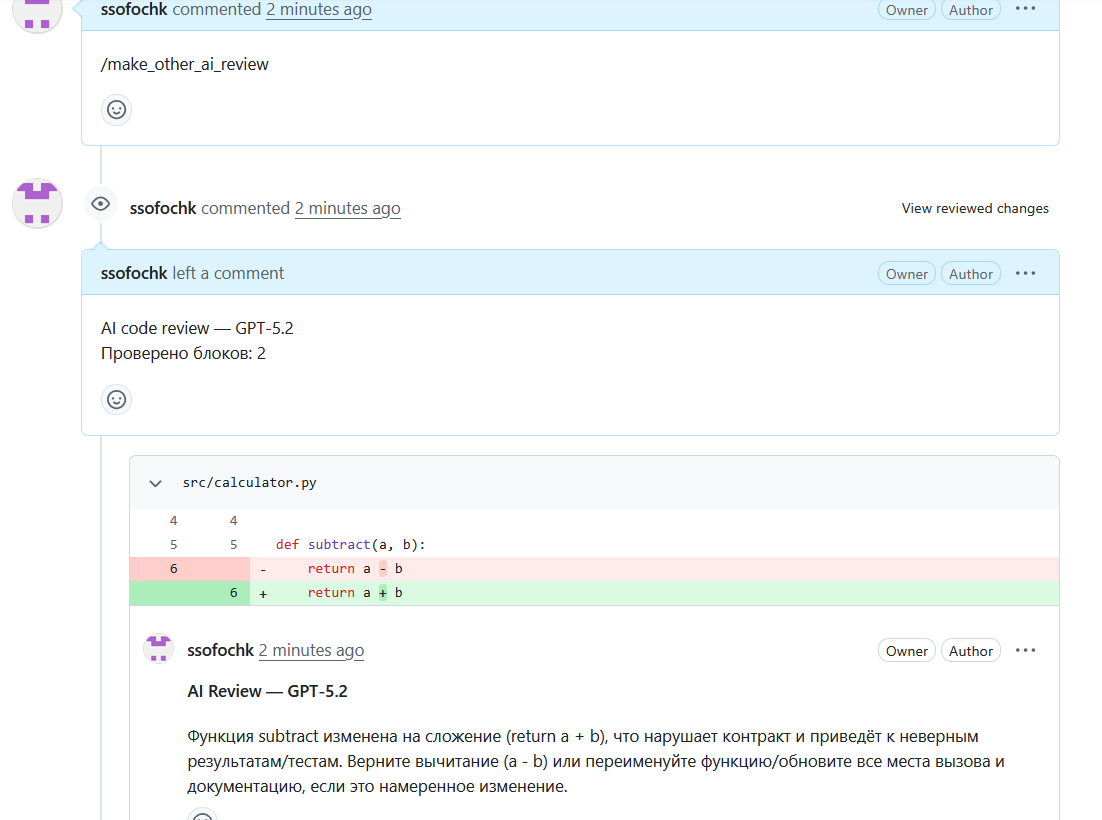 ssofochk commented 2 minutes ago Owner Author
/make_other_ai_review
ssofochk commented 2 minutes ago View reviewed changes
ssofochk left a comment Owner Author
AI code review — GPT-5.2
Проверено блоков: 2
src/calculator.py
4 4
5 5 def subtract(a, b):
6 - return a - b
6 + return a + b
ssofochk 2 minutes ago Owner Author
AI Review — GPT-5.2
Функция subtract изменена на сложение (return a + b), что нарушает контракт и приведёт к неверным
результатам/тестам. Верните вычитание (a - b) или переименуйте функцию/обновите все места вызова и
документацию, если это намеренное изменение.